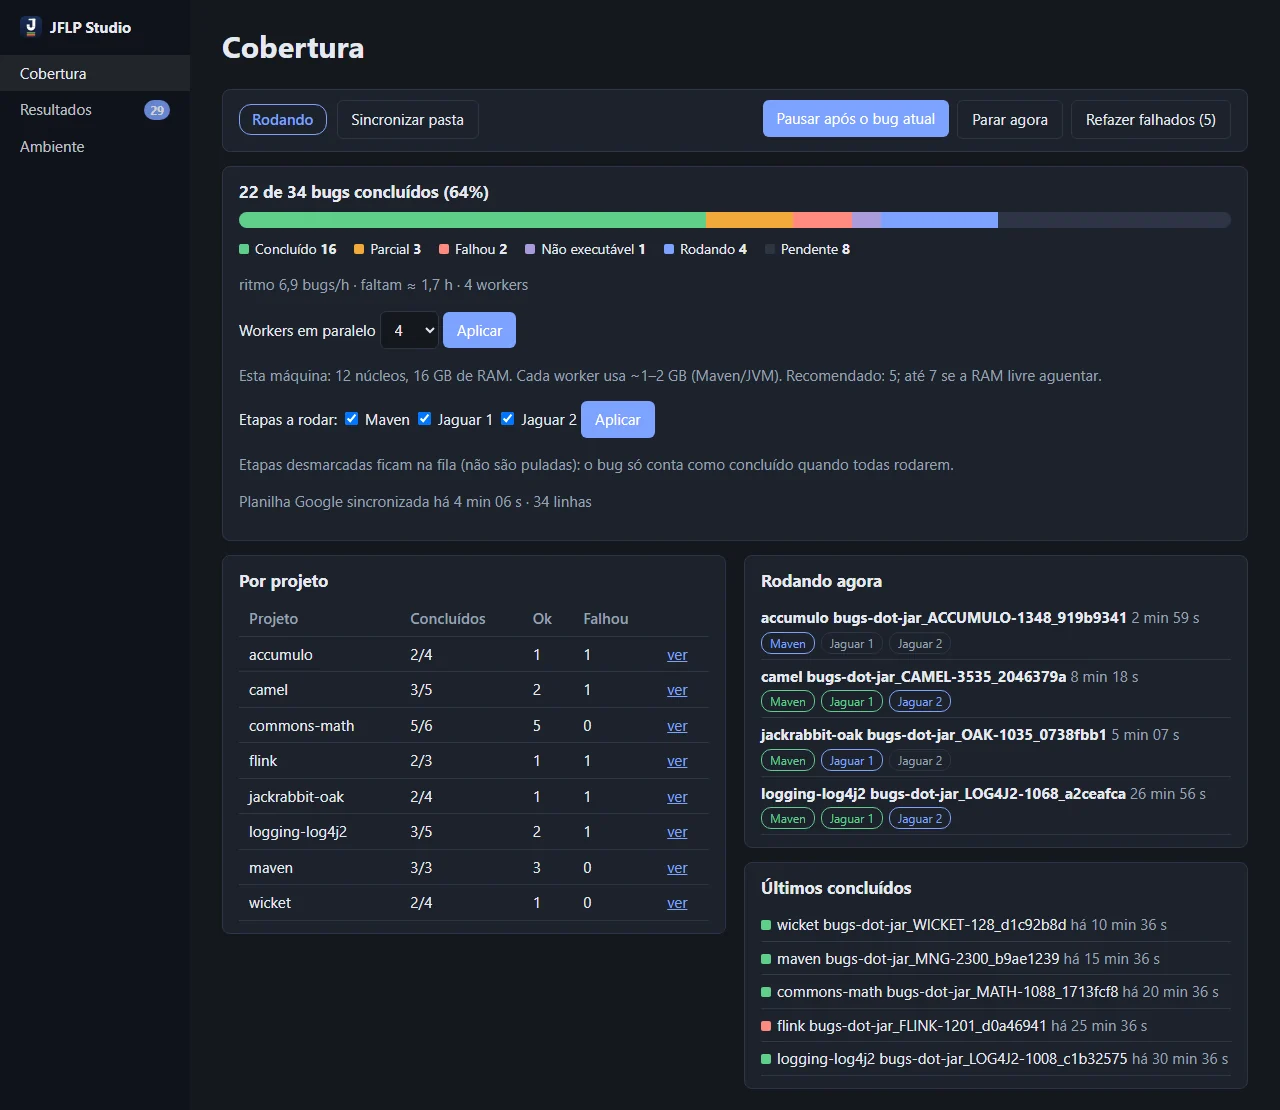 JFLP Studio
Cobertura
Resultados 29
Ambiente
Cobertura
Rodando Sincronizar pasta Pausar após o bug atual Parar agora Refazer falhados (5)
22 de 34 bugs concluídos (64%)
Concluído 16 Parcial 3 Falhou 2 Não executável 1 Rodando 4 Pendente 8
ritmo 6,9 bugs/h · faltam ≈ 1,7 h · 4 workers
Workers em paralelo 4 Aplicar
Esta máquina: 12 núcleos, 16 GB de RAM. Cada worker usa ~1–2 GB (Maven/JVM). Recomendado: 5; até 7 se a RAM livre aguentar.
Etapas a rodar: Maven Jaguar 1 Jaguar 2 Aplicar
Etapas desmarcadas ficam na fila (não são puladas): o bug só conta como concluído quando todas rodarem.
Planilha Google sincronizada há 4 min 06 s · 34 linhas
Por projeto
Projeto Concluídos Ok Falhou
accumulo 2/4 1 1 ver
camel 3/5 2 1 ver
commons-math 5/6 5 0 ver
flink 2/3 1 1 ver
jackrabbit-oak 2/4 1 1 ver
logging-log4j2 3/5 2 1 ver
maven 3/3 3 0 ver
wicket 2/4 1 0 ver
Rodando agora
accumulo bugs-dot-jar_ACCUMULO-1348_919b9341 2 min 59 s
Maven Jaguar 1 Jaguar 2
camel bugs-dot-jar_CAMEL-3535_2046379a 8 min 18 s
Maven Jaguar 1 Jaguar 2
jackrabbit-oak bugs-dot-jar_OAK-1035_0738fbb1 5 min 07 s
Maven Jaguar 1 Jaguar 2
logging-log4j2 bugs-dot-jar_LOG4J2-1068_a2ceafca 26 min 56 s
Maven Jaguar 1 Jaguar 2
Últimos concluídos
wicket bugs-dot-jar_WICKET-128_d1c92b8d há 10 min 36 s
maven bugs-dot-jar_MNG-2300_b9ae1239 há 15 min 36 s
commons-math bugs-dot-jar_MATH-1088_1713fcf8 há 20 min 36 s
flink bugs-dot-jar_FLINK-1201_d0a46941 há 25 min 36 s
logging-log4j2 bugs-dot-jar_LOG4J2-1008_c1b32575 há 30 min 36 s